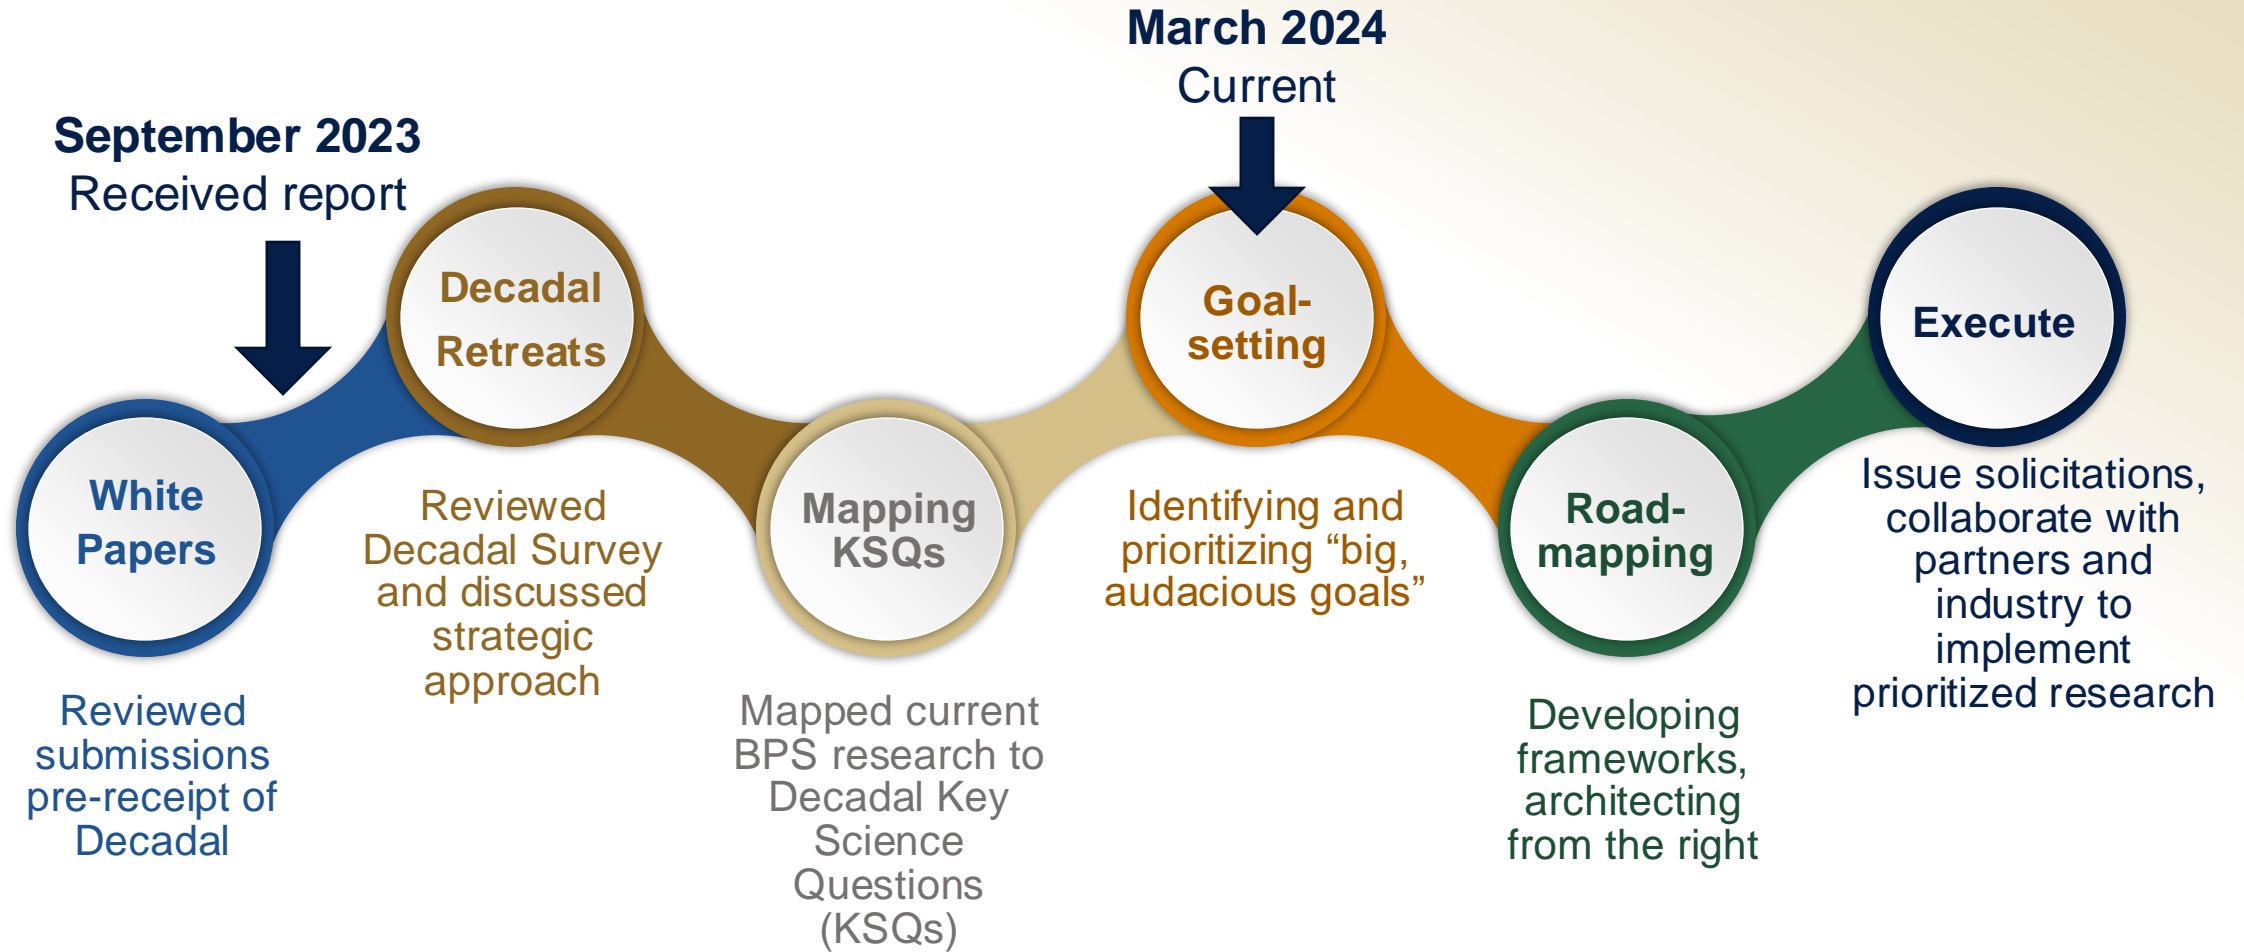 March 2024
Current
September 2023
Received report
White
Papers
Reviewed
submissions
pre-receipt of
Decadal
Decadal
Retreats
Reviewed
Decadal Survey
and discussed
strategic
approach
Mapping
KSQs
Mapped current
BPS research to
Decadal Key
Science
Questions
(KSQs)
Goal-
setting
Identifying and
prioritizing “big,
audacious goals”
Road-
mapping
Developing
frameworks,
architecting
from the right
Execute
Issue solicitations,
collaborate with
partners and
industry to
implement
prioritized research